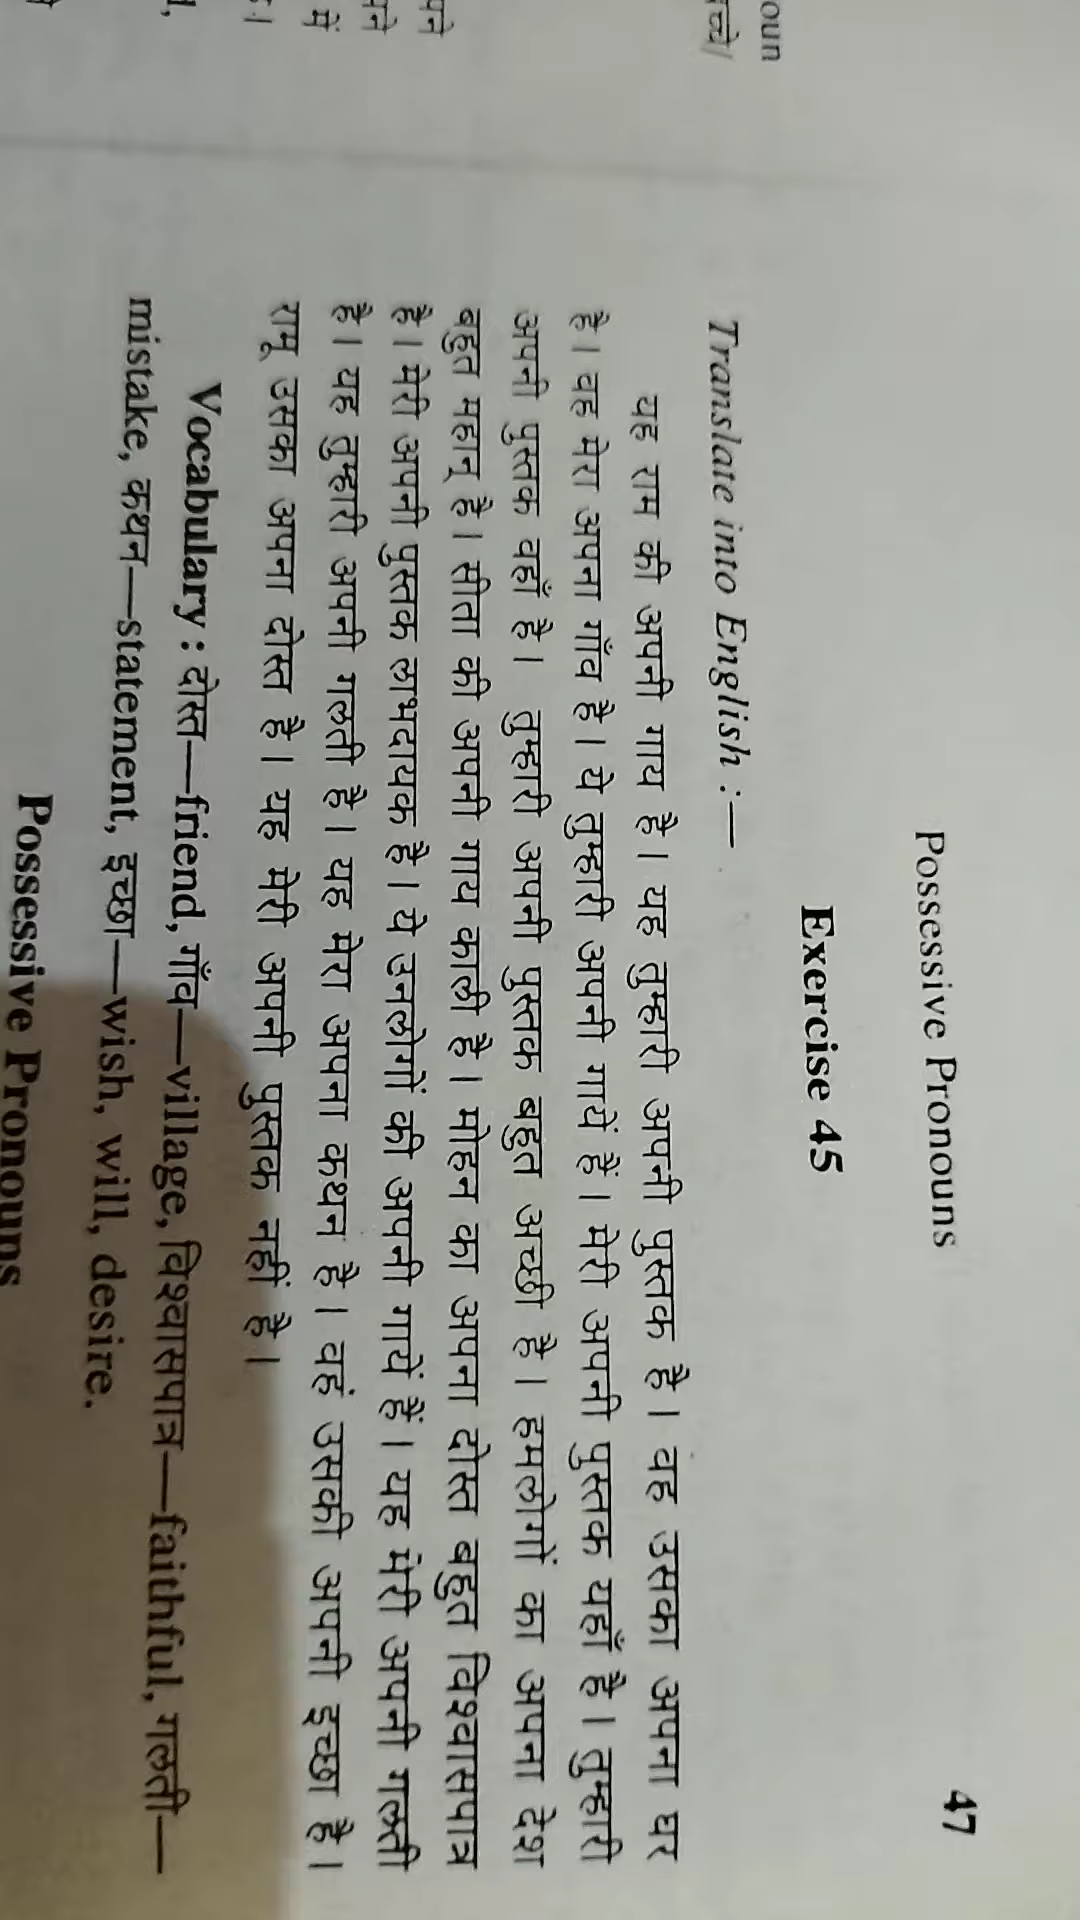 Possessive Pronouns 47
Exercise 45
Translate into English :—
यह राम की अपनी गाय है। यह तुम्हारी अपनी पुस्तक है। वह उसका अपना घर
है। वह मेरा अपना गाँव है। ये तुम्हारी अपनी गायें हैं। मेरी अपनी पुस्तक यहाँ है। तुम्हारी
अपनी पुस्तक वहाँ है। तुम्हारी अपनी पुस्तक बहुत अच्छी है। हमलोगों का अपना देश
बहुत महान् है। सीता की अपनी गाय काली है। मोहन का अपना दोस्त बहुत विश्वासपात्र
है। मेरी अपनी पुस्तक लाभदायक है। ये उनलोगों की अपनी गायें हैं। यह मेरी अपनी गलती
है। यह तुम्हारी अपनी गलती है। यह मेरा अपना कथन है। वह उसकी अपनी इच्छा है।
रामू उसका अपना दोस्त है। यह मेरी अपनी पुस्तक नहीं है।
Vocabulary : दोस्त—friend, गाँव—village, विश्वासपात्र—faithful, गलती—
mistake, कथन—statement, इच्छा—wish, will, desire.
Possessive Pronouns
oun
पने
पने
में